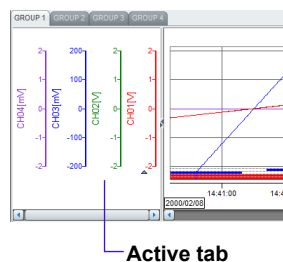 GROUP 1 GROUP 2 GROUP 3 GROUP 4
CH04[mV] CH03[mV] CH02[V] CH01[V]
2 200 2 2
1 100 1 1
0 0 0 0
-1 -100 -1 -1
-2 -200 -2 -2
14:41:00 14:4
2000/02/08
Active tab